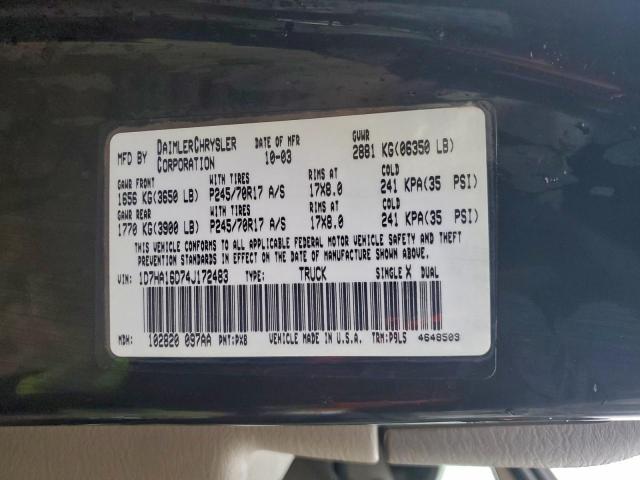 MFD BY DAIMLERCHRYSLER CORPORATION DATE OF MFR 10-03 GVWR 2881 KG(06350 LB)
GAWR FRONT WITH TIRES RIMS AT COLD
1656 KG(3650 LB) P245/70R17 A/S 17X8.0 241 KPA(35 PSI)
GAWR REAR WITH TIRES RIMS AT COLD
1770 KG(3900 LB) P245/70R17 A/S 17X8.0 241 KPA(35 PSI)
THIS VEHICLE CONFORMS TO ALL APPLICABLE FEDERAL MOTOR VEHICLE SAFETY AND THEFT
PREVENTION STANDARDS IN EFFECT ON THE DATE OF MANUFACTURE SHOWN ABOVE.
VIN: 1D7HA16D74J172483 TYPE: TRUCK SINGLE X DUAL
MDH: 102820 097AA PNT:PX8 VEHICLE MADE IN U.S.A. TRM:P9L5 4648503